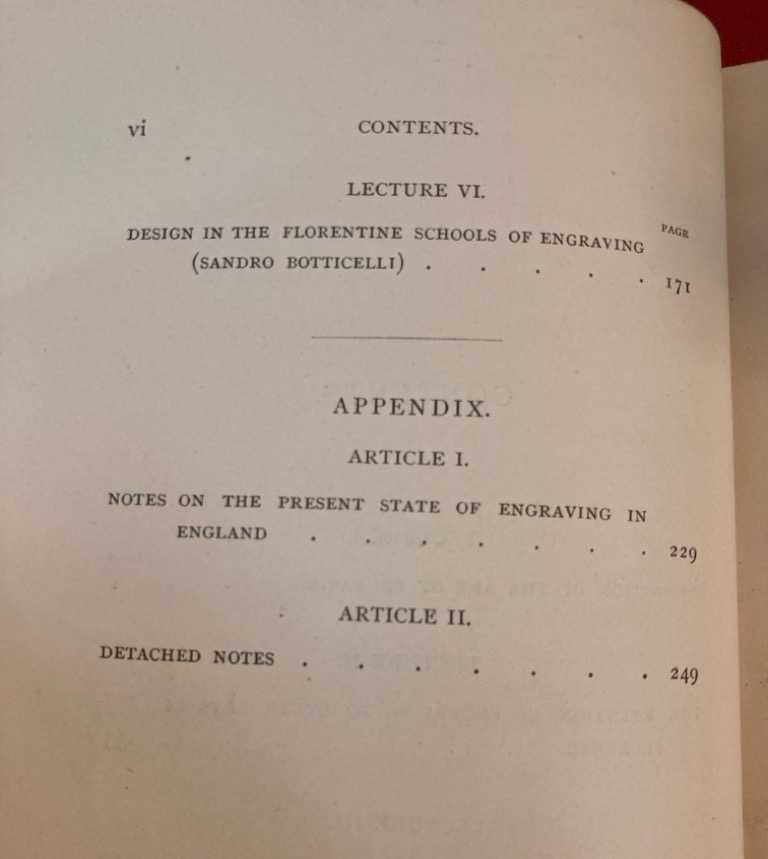 vi CONTENTS.
LECTURE VI.
PAGE
DESIGN IN THE FLORENTINE SCHOOLS OF ENGRAVING
(SANDRO BOTTICELLI) . . . . . 171
APPENDIX.
ARTICLE I.
NOTES ON THE PRESENT STATE OF ENGRAVING IN
ENGLAND . . . . . . . 229
ARTICLE II.
DETACHED NOTES . . . . . . . 249